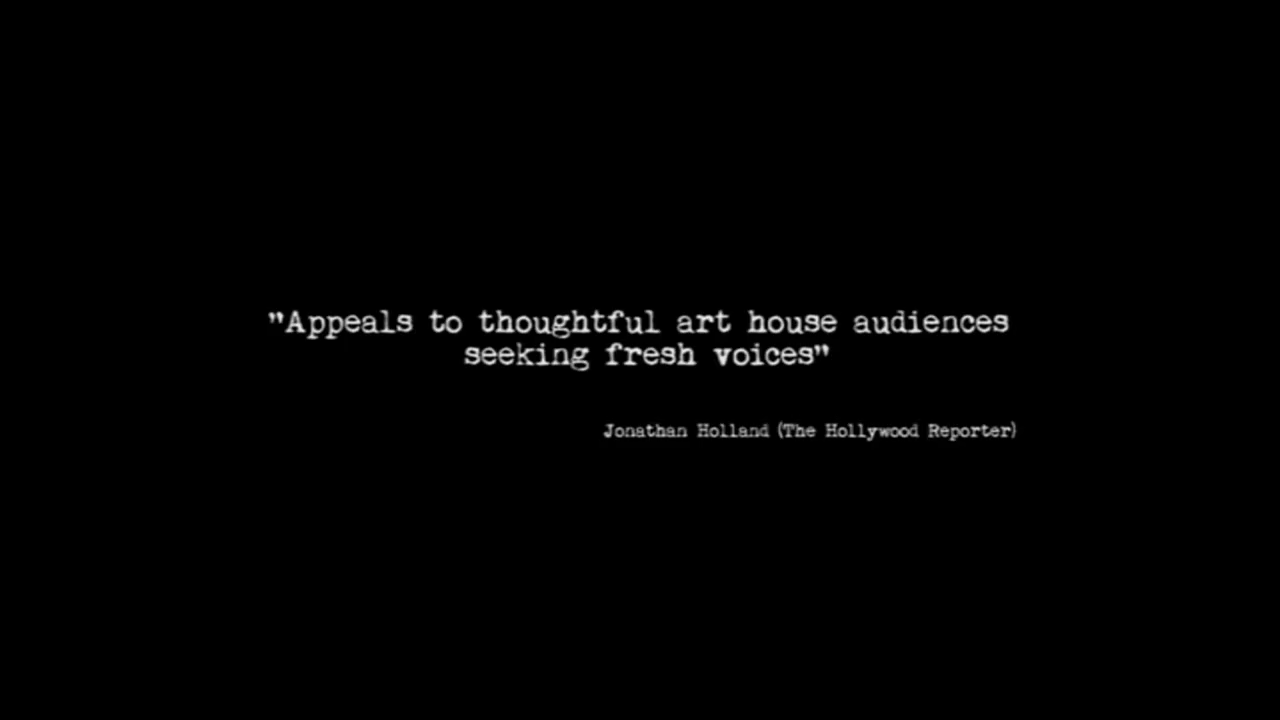 "Appeals to thoughtful art house audiences
seeking fresh voices"
Jonathan Holland (The Hollywood Reporter)